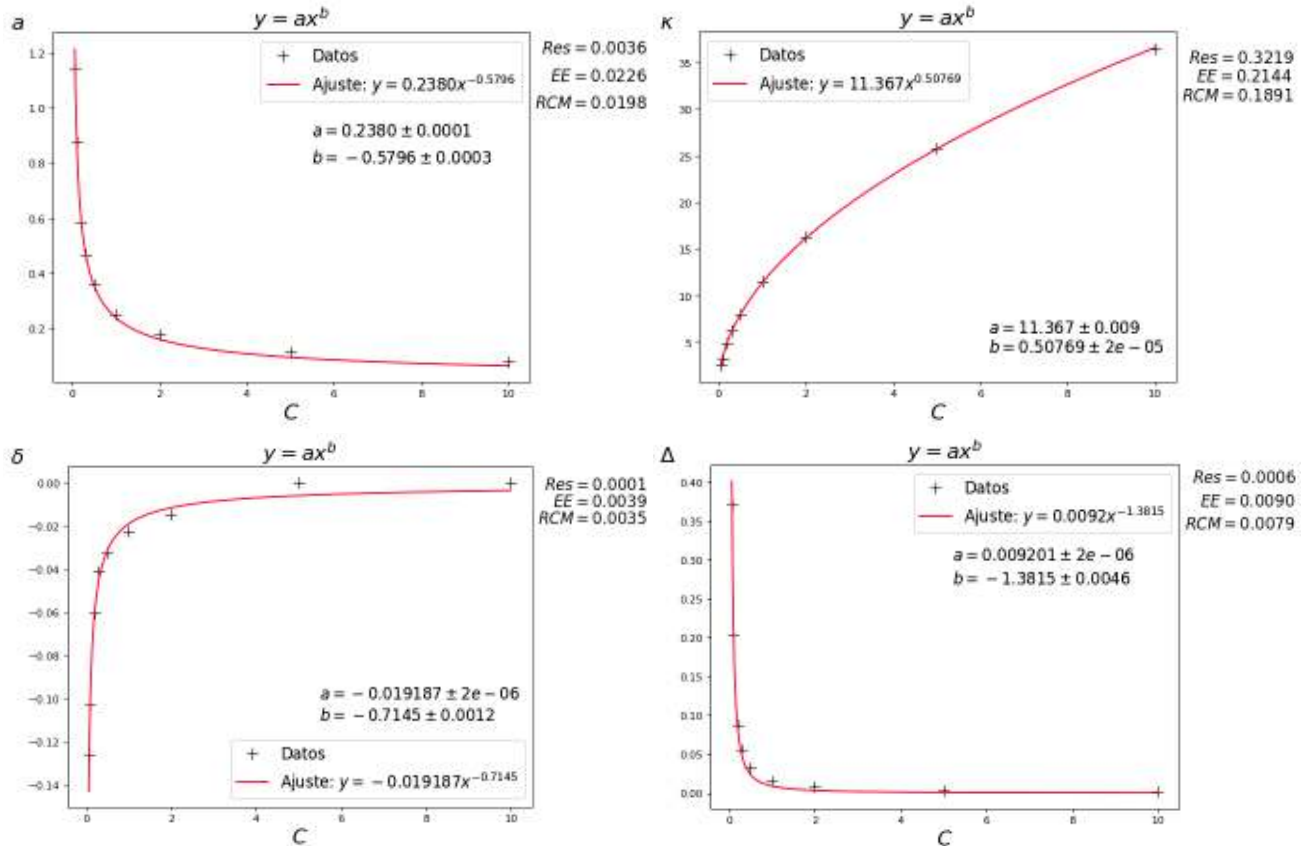 a
y = ax^b
1.2
1.0
0.8
0.6
0.4
0.2
0
2
4
6
8
10
C
Datos
Ajuste: y = 0.2380x^{−0.5796}
a = 0.2380 ± 0.0001
b = − 0.5796 ± 0.0003
Res = 0.0036
EE = 0.0226
RCM = 0.0198
κ
y = ax^b
35
30
25
20
15
10
5
0
2
4
6
8
10
C
Datos
Ajuste: y = 11.367x^{0.50769}
a = 11.367 ± 0.009
b = 0.50769 ± 2e − 05
Res = 0.3219
EE = 0.2144
RCM = 0.1891
δ
y = ax^b
0.00
−0.02
−0.04
−0.06
−0.08
−0.10
−0.12
−0.14
0
2
4
6
8
10
C
a = − 0.019187 ± 2e − 06
b = − 0.7145 ± 0.0012
Datos
Ajuste: y = − 0.019187x^{−0.7145}
Res = 0.0001
EE = 0.0039
RCM = 0.0035
Δ
y = ax^b
0.40
0.35
0.30
0.25
0.20
0.15
0.10
0.05
0.00
0
2
4
6
8
10
C
Datos
Ajuste: y = 0.0092x^{−1.3815}
a = 0.009201 ± 2e − 06
b = − 1.3815 ± 0.0046
Res = 0.0006
EE = 0.0090
RCM = 0.0079